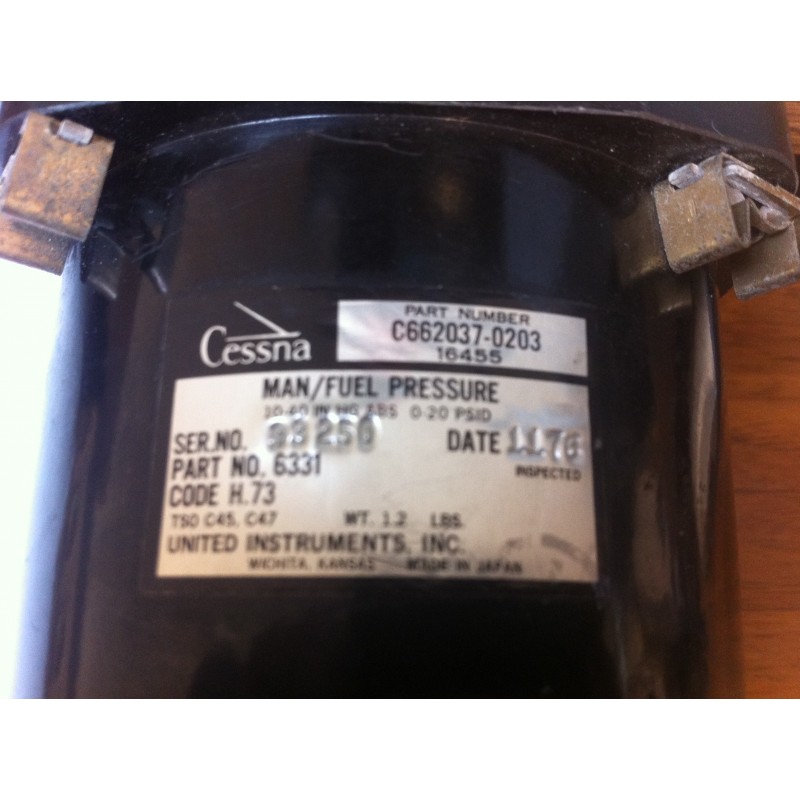 Cessna
PART NUMBER
C662037-0203
16455
MAN/FUEL PRESSURE
10-40 IN HG ABS 0-20 PSID
SER.NO. DATE 11.76
PART NO. 6331 INSPECTED
CODE H.73
TSO C45, C47 WT. 1.2 LBS.
UNITED INSTRUMENTS, INC.
WICHITA, KANSAS MADE IN JAPAN